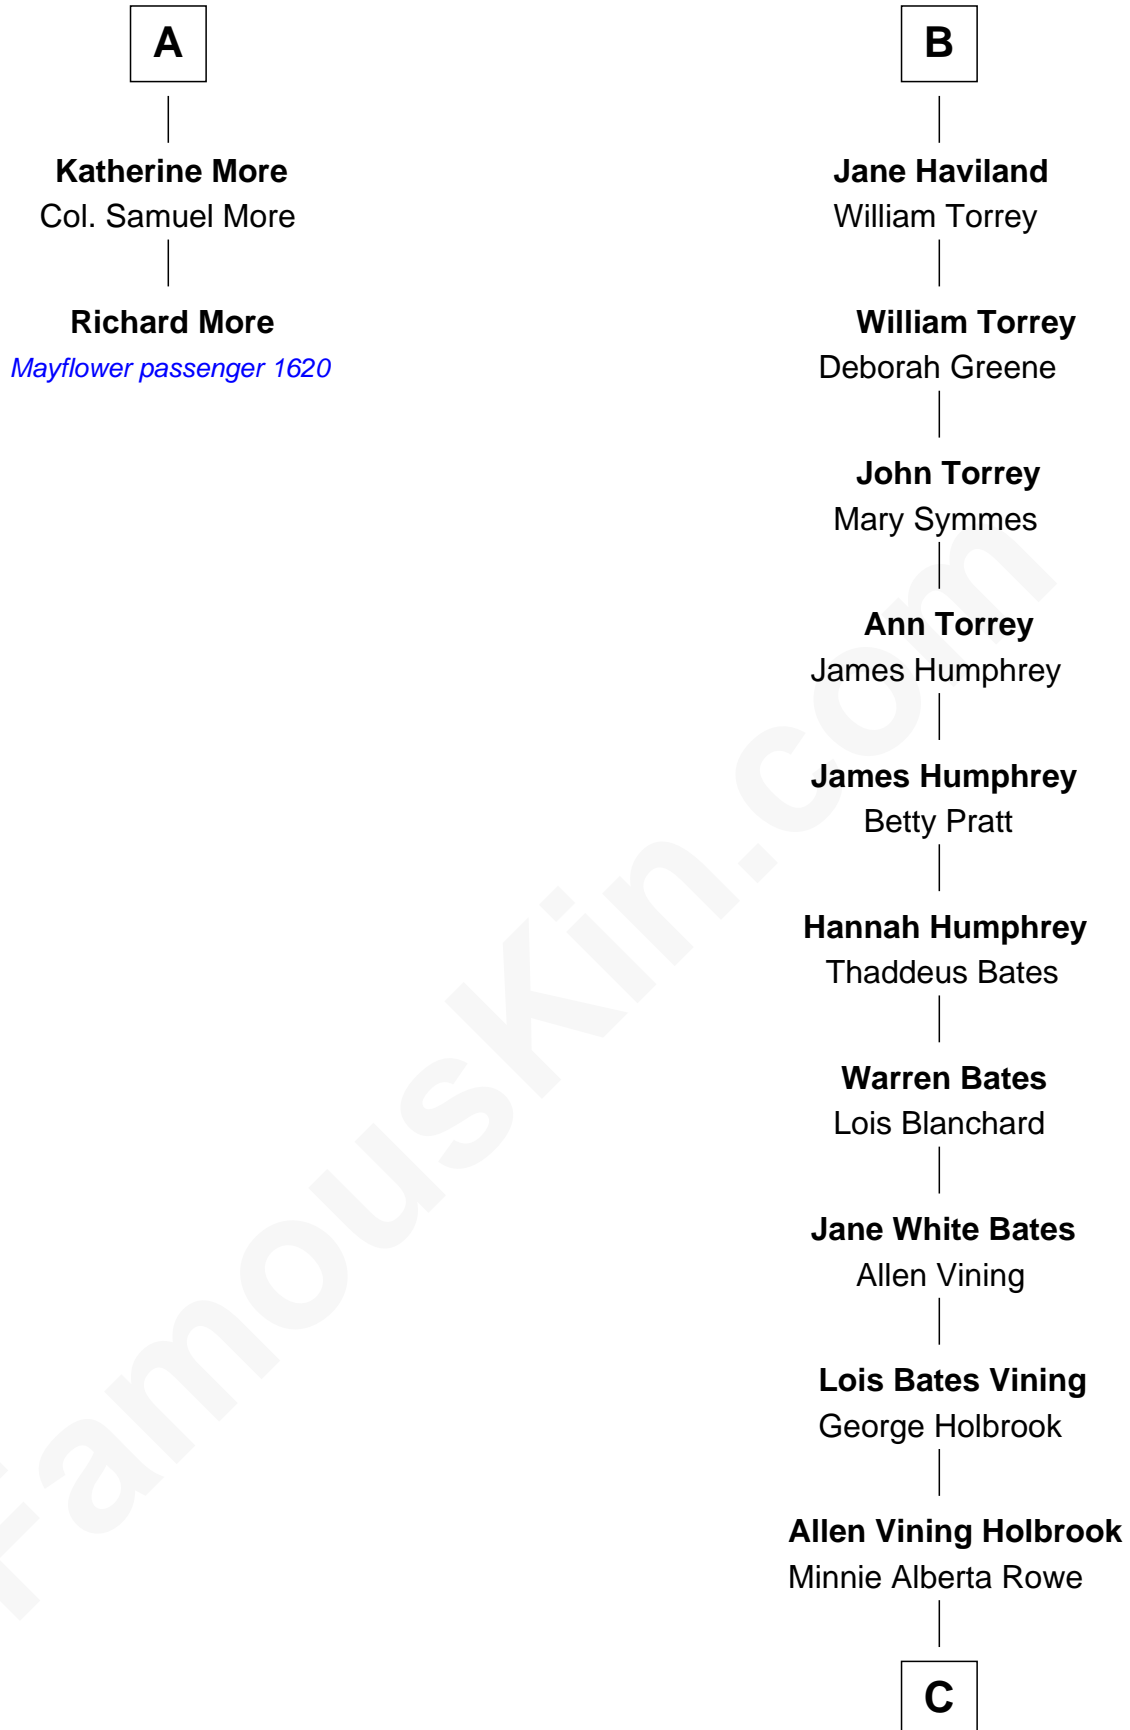 A
Katherine More
Col. Samuel More
Richard More
Mayflower passenger 1620
B
Jane Haviland
William Torrey
William Torrey
Deborah Greene
John Torrey
Mary Symmes
Ann Torrey
James Humphrey
James Humphrey
Betty Pratt
Hannah Humphrey
Thaddeus Bates
Warren Bates
Lois Blanchard
Jane White Bates
Allen Vining
Lois Bates Vining
George Holbrook
Allen Vining Holbrook
Minnie Alberta Rowe
C
FamousKin.com